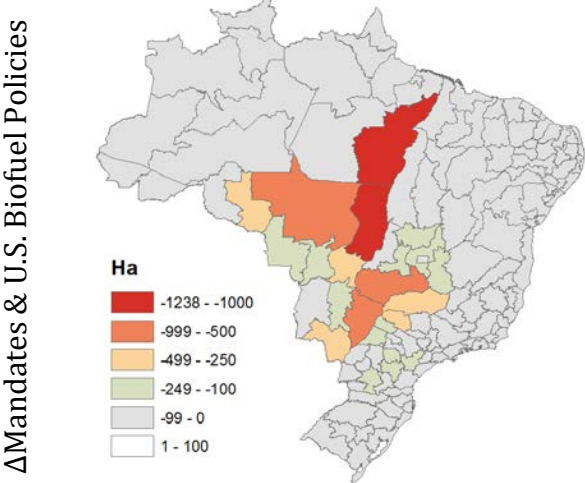 ΔMandates & U.S. Biofuel Policies
Ha
-1238 - -1000
-999 - -500
-499 - -250
-249 - -100
-99 - 0
1 - 100